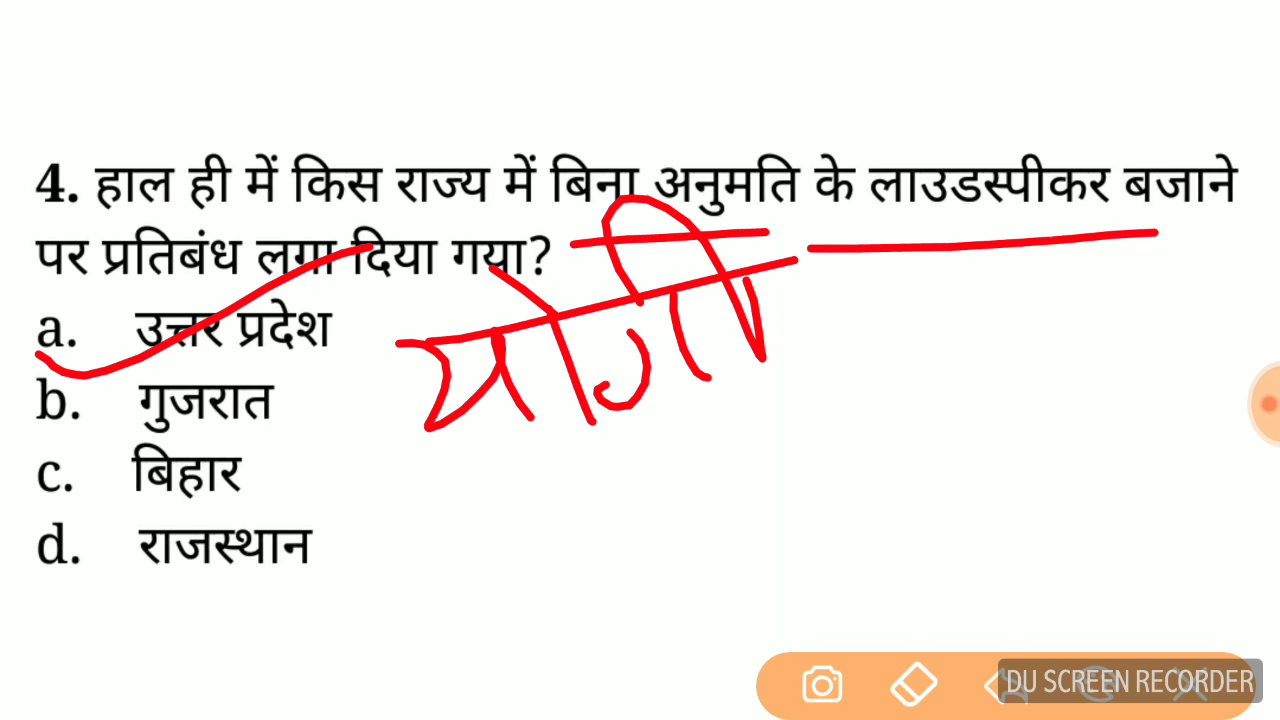 4. हाल ही में किस राज्य में बिना अनुमति के लाउडस्पीकर बजाने
पर प्रतिबंध लगा दिया गया?
a. उत्तर प्रदेश
योगी
b. गुजरात
c. बिहार
d. राजस्थान
DU SCREEN RECORDER